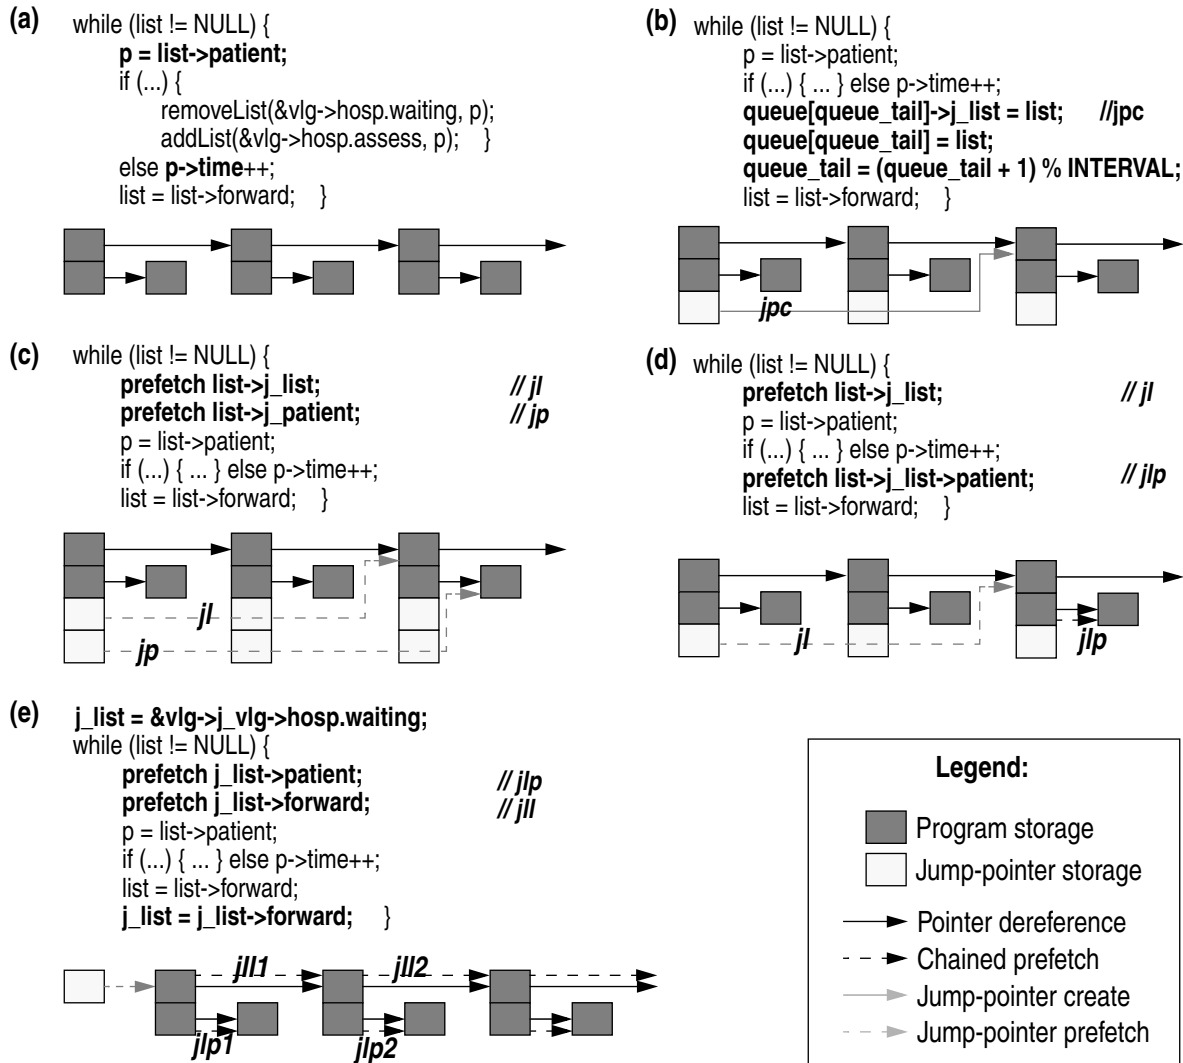 (a)
while (list != NULL) {
p = list->patient;
if (...) {
removeList(&vlg->hosp.waiting, p);
addList(&vlg->hosp.assess, p); }
else p->time++;
list = list->forward; }
(b)
while (list != NULL) {
p = list->patient;
if (...) { ... } else p->time++;
queue[queue_tail]->j_list = list; //jpc
queue[queue_tail] = list;
queue_tail = (queue_tail + 1) % INTERVAL;
list = list->forward; }
jpc
(c)
while (list != NULL) {
prefetch list->j_list; // jl
prefetch list->j_patient; // jp
p = list->patient;
if (...) { ... } else p->time++;
list = list->forward; }
jl
jp
(d)
while (list != NULL) {
prefetch list->j_list; // jl
p = list->patient;
if (...) { ... } else p->time++;
prefetch list->j_list->patient; // jlp
list = list->forward; }
jl
jlp
(e)
j_list = &vlg->j_vlg->hosp.waiting;
while (list != NULL) {
prefetch j_list->patient; // jlp
prefetch j_list->forward; // jll
p = list->patient;
if (...) { ... } else p->time++;
list = list->forward;
j_list = j_list->forward; }
jll1 jll2
jlp1 jlp2
Legend:
Program storage
Jump-pointer storage
Pointer dereference
Chained prefetch
Jump-pointer create
Jump-pointer prefetch